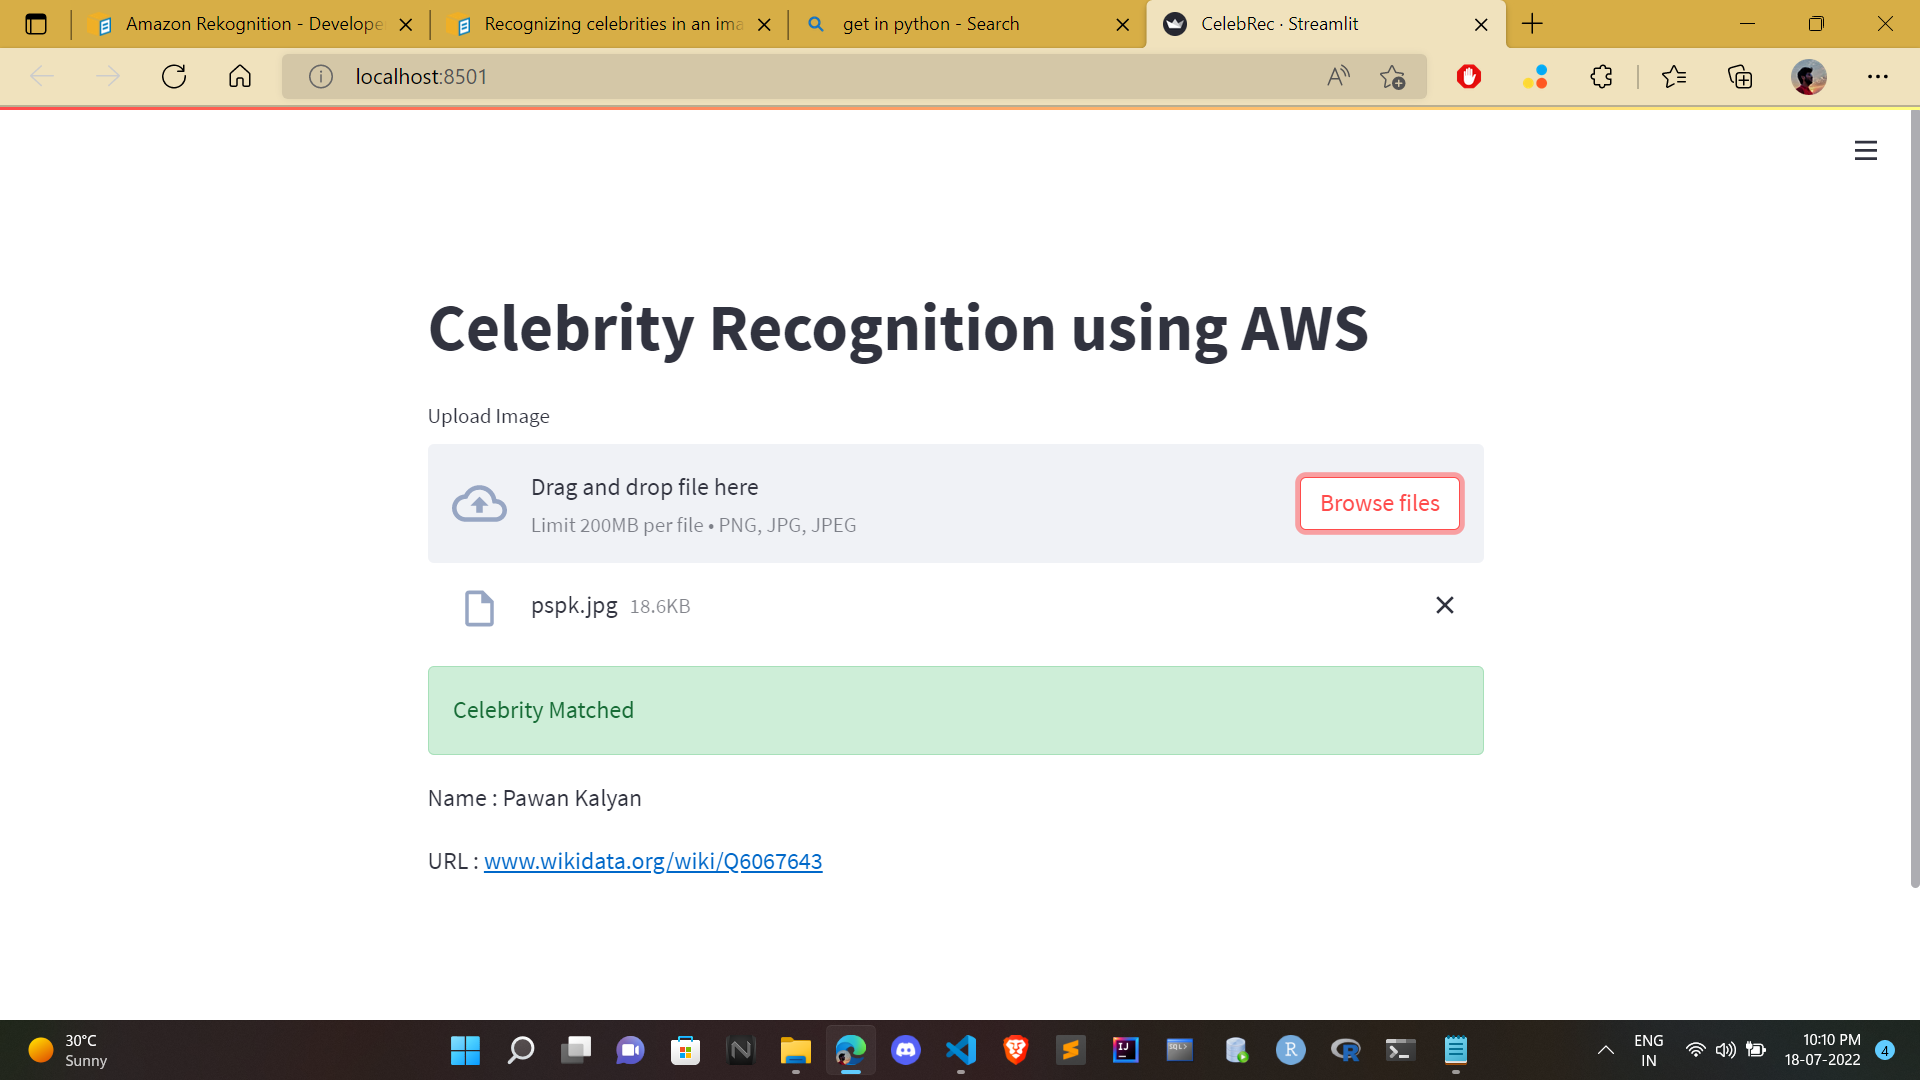 Amazon Rekognition - Develope
Recognizing celebrities in an ima
get in python - Search
CelebRec · Streamlit
localhost:8501
Celebrity Recognition using AWS
Upload Image
Drag and drop file here
Limit 200MB per file • PNG, JPG, JPEG
Browse files
pspk.jpg 18.6KB
Celebrity Matched
Name : Pawan Kalyan
URL : www.wikidata.org/wiki/Q6067643
30°C
Sunny
ENG
IN
10:10 PM
18-07-2022
4